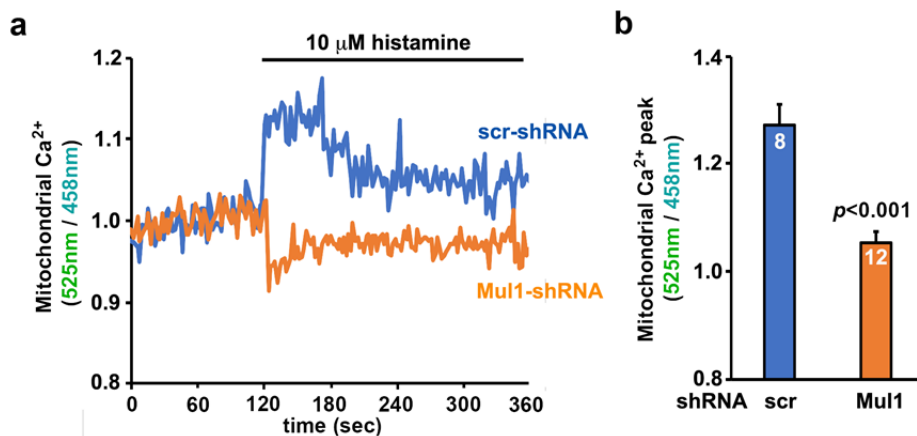 a
10 μM histamine
1.2
1.1
1.0
0.9
0.8
Mitochondrial Ca²⁺
(525nm / 458nm)
scr-shRNA
Mul1-shRNA
0 60 120 180 240 300 360
time (sec)
b
1.4
1.2
1.0
0.8
Mitochondrial Ca²⁺ peak
(525nm / 458nm)
8
p<0.001
12
shRNA scr Mul1